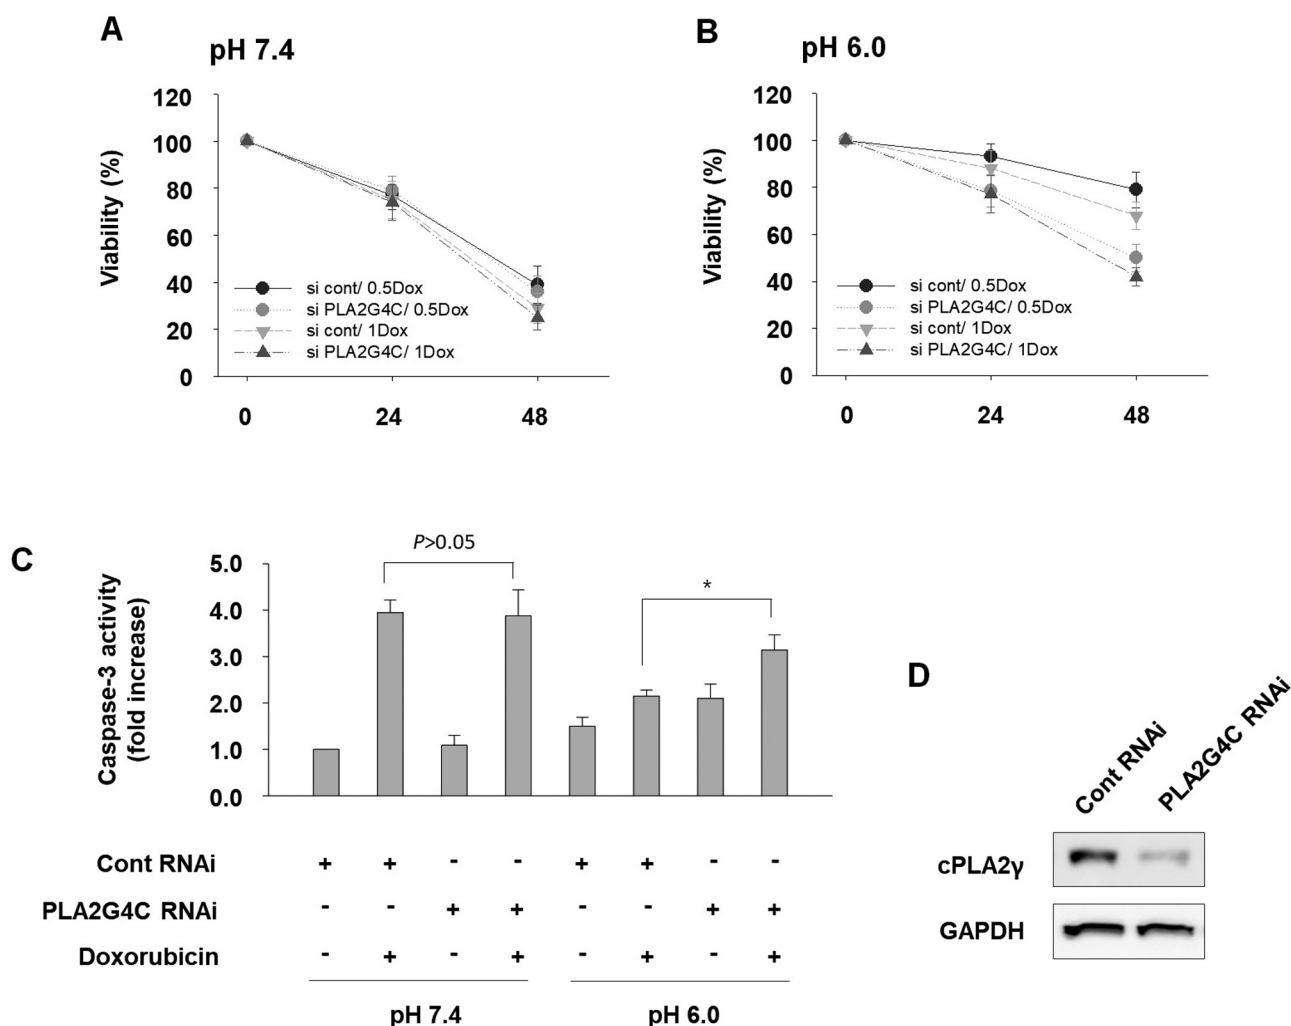 A
pH 7.4
Viability (%)
120
100
80
60
40
20
0
si cont/ 0.5Dox
si PLA2G4C/ 0.5Dox
si cont/ 1Dox
si PLA2G4C/ 1Dox
0 24 48
B
pH 6.0
Viability (%)
120
100
80
60
40
20
0
si cont/ 0.5Dox
si PLA2G4C/ 0.5Dox
si cont/ 1Dox
si PLA2G4C/ 1Dox
0 24 48
C
Caspase-3 activity
(fold increase)
5.0
4.0
3.0
2.0
1.0
0.0
P>0.05
*
Cont RNAi + + - - + + - -
PLA2G4C RNAi - - + + - - + +
Doxorubicin - + - + - + - +
pH 7.4 pH 6.0
D
Cont RNAi
PLA2G4C RNAi
cPLA2γ
GAPDH